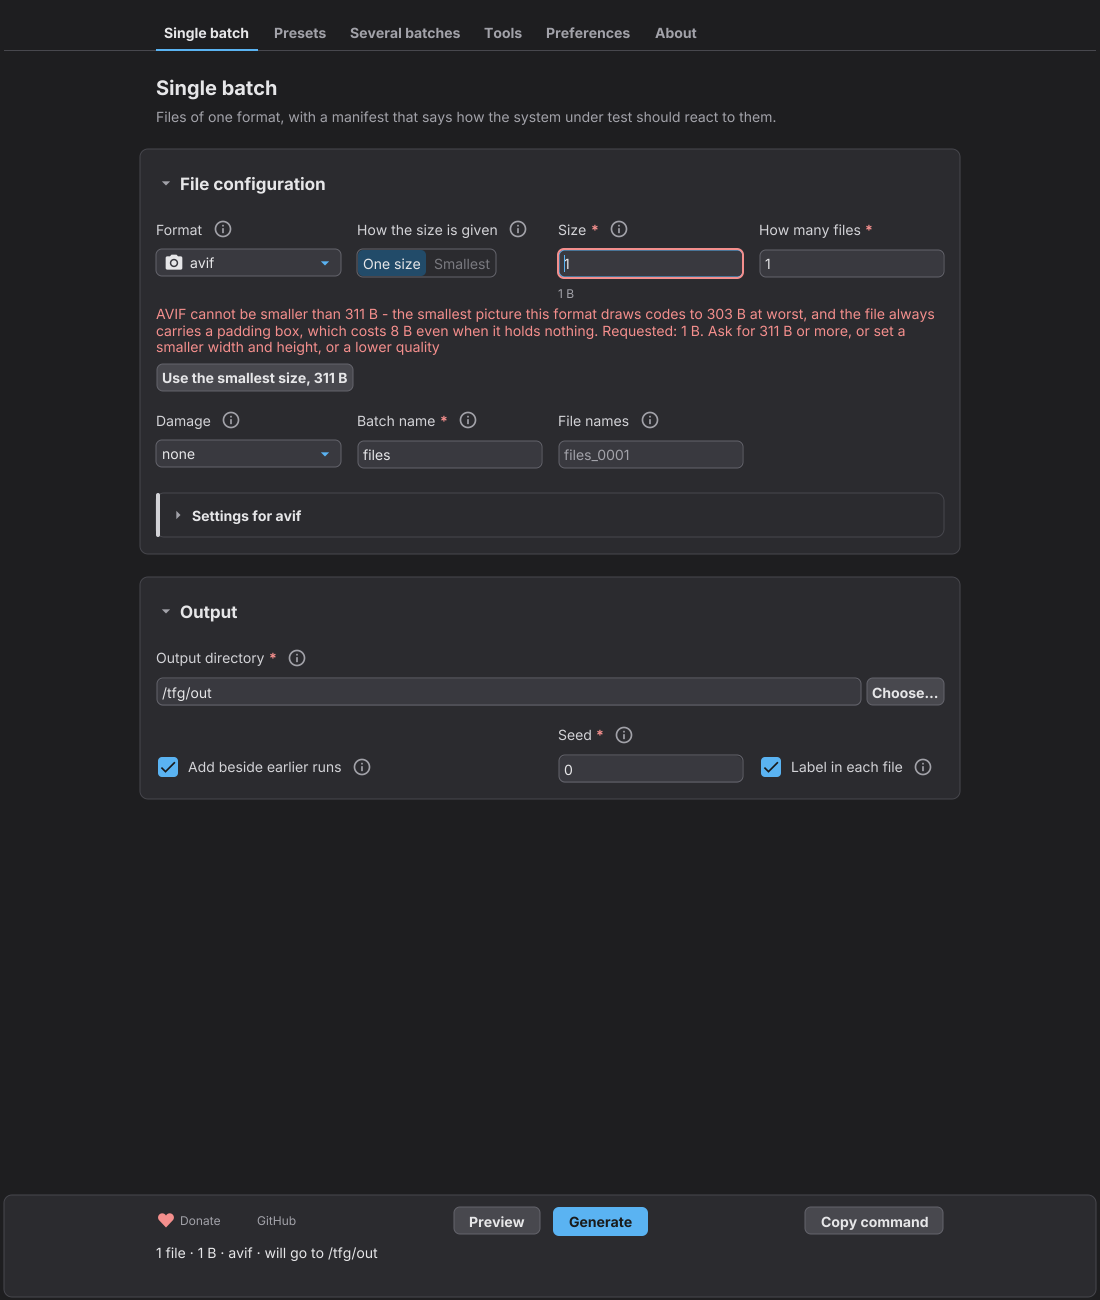 Single batch
Presets
Several batches
Tools
Preferences
About
Single batch
Files of one format, with a manifest that says how the system under test should react to them.
File configuration
Format
How the size is given
Size *
How many files *
avif
One size
Smallest
1
1
1 B
AVIF cannot be smaller than 311 B - the smallest picture this format draws codes to 303 B at worst, and the file always
carries a padding box, which costs 8 B even when it holds nothing. Requested: 1 B. Ask for 311 B or more, or set a
smaller width and height, or a lower quality
Use the smallest size, 311 B
Damage
Batch name *
File names
none
files
files_0001
Settings for avif
Output
Output directory *
/tfg/out
Choose...
Seed *
Add beside earlier runs
0
Label in each file
Donate
GitHub
Preview
Generate
Copy command
1 file · 1 B · avif · will go to /tfg/out